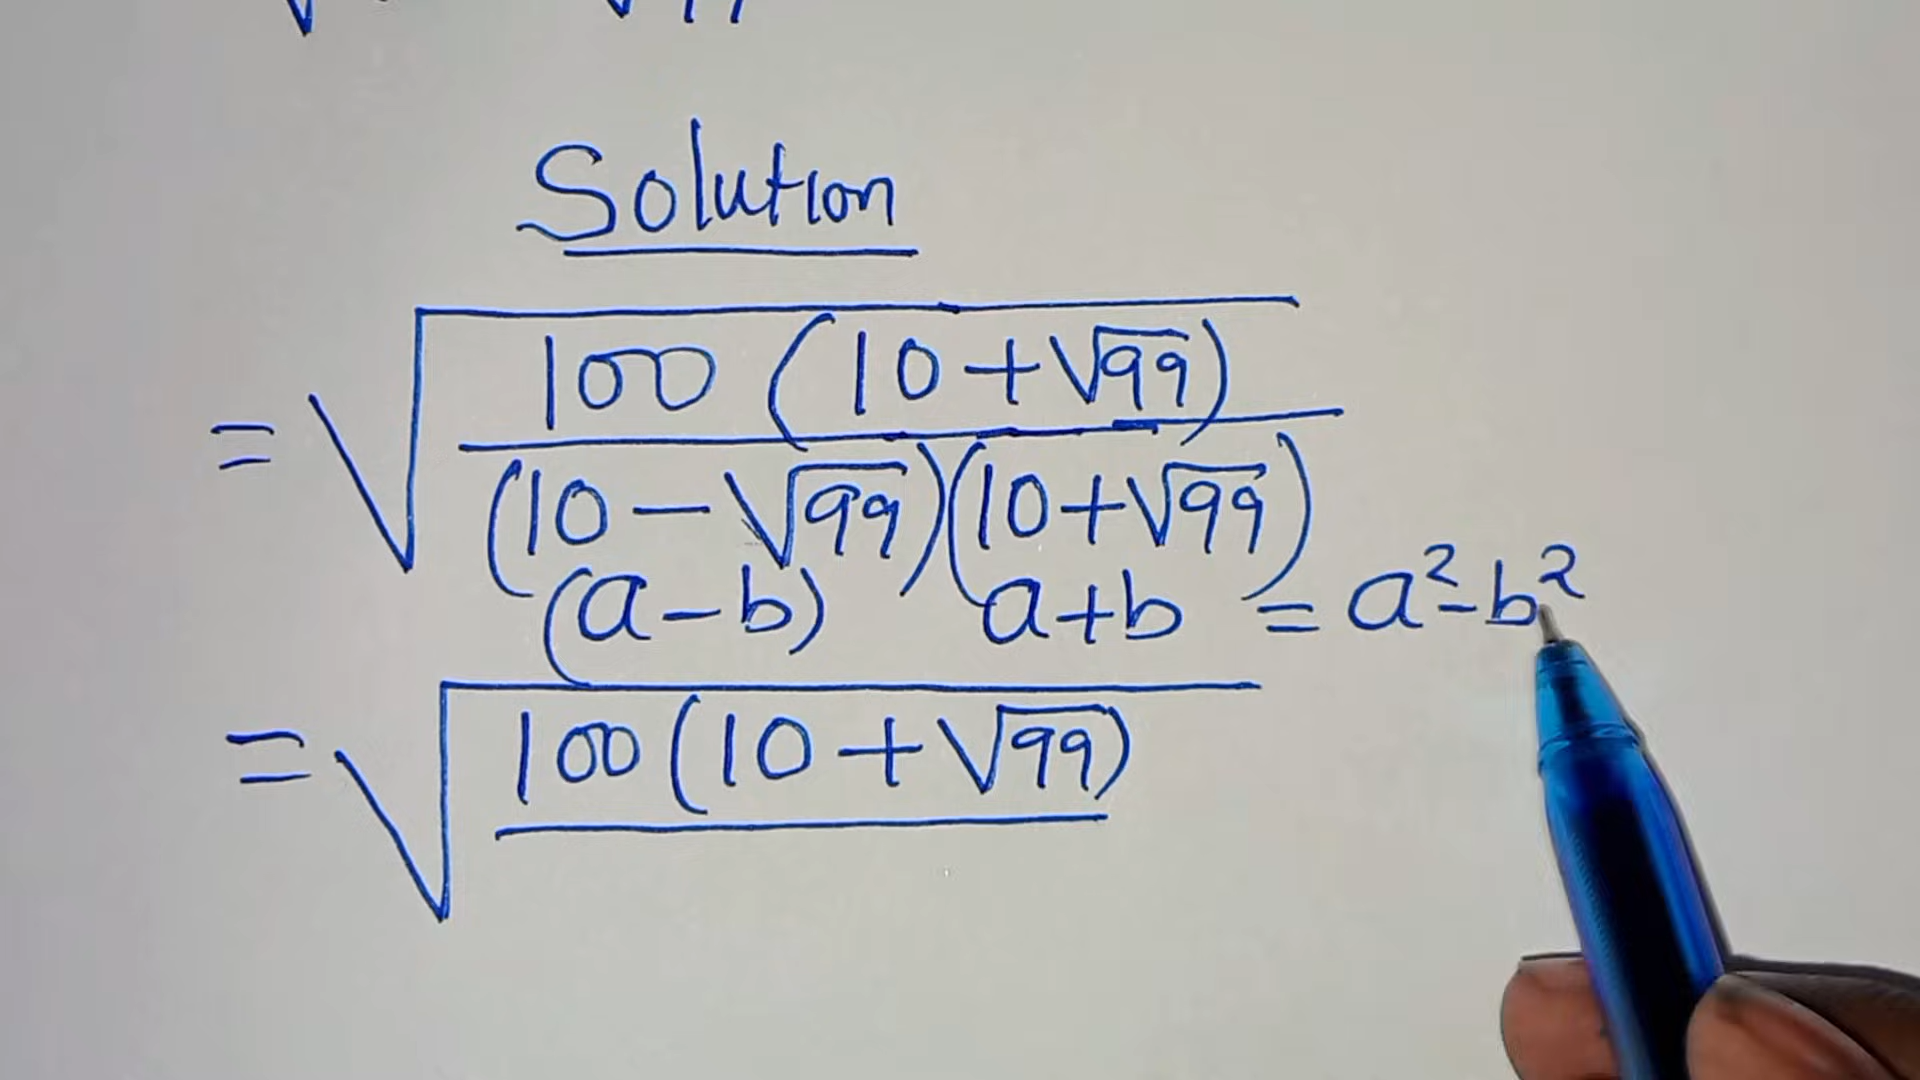 Solution
= √(100 (10 + √99) / (10 - √99)(10 + √99))
(a - b) a + b = a² - b²
= √(100 (10 + √99)